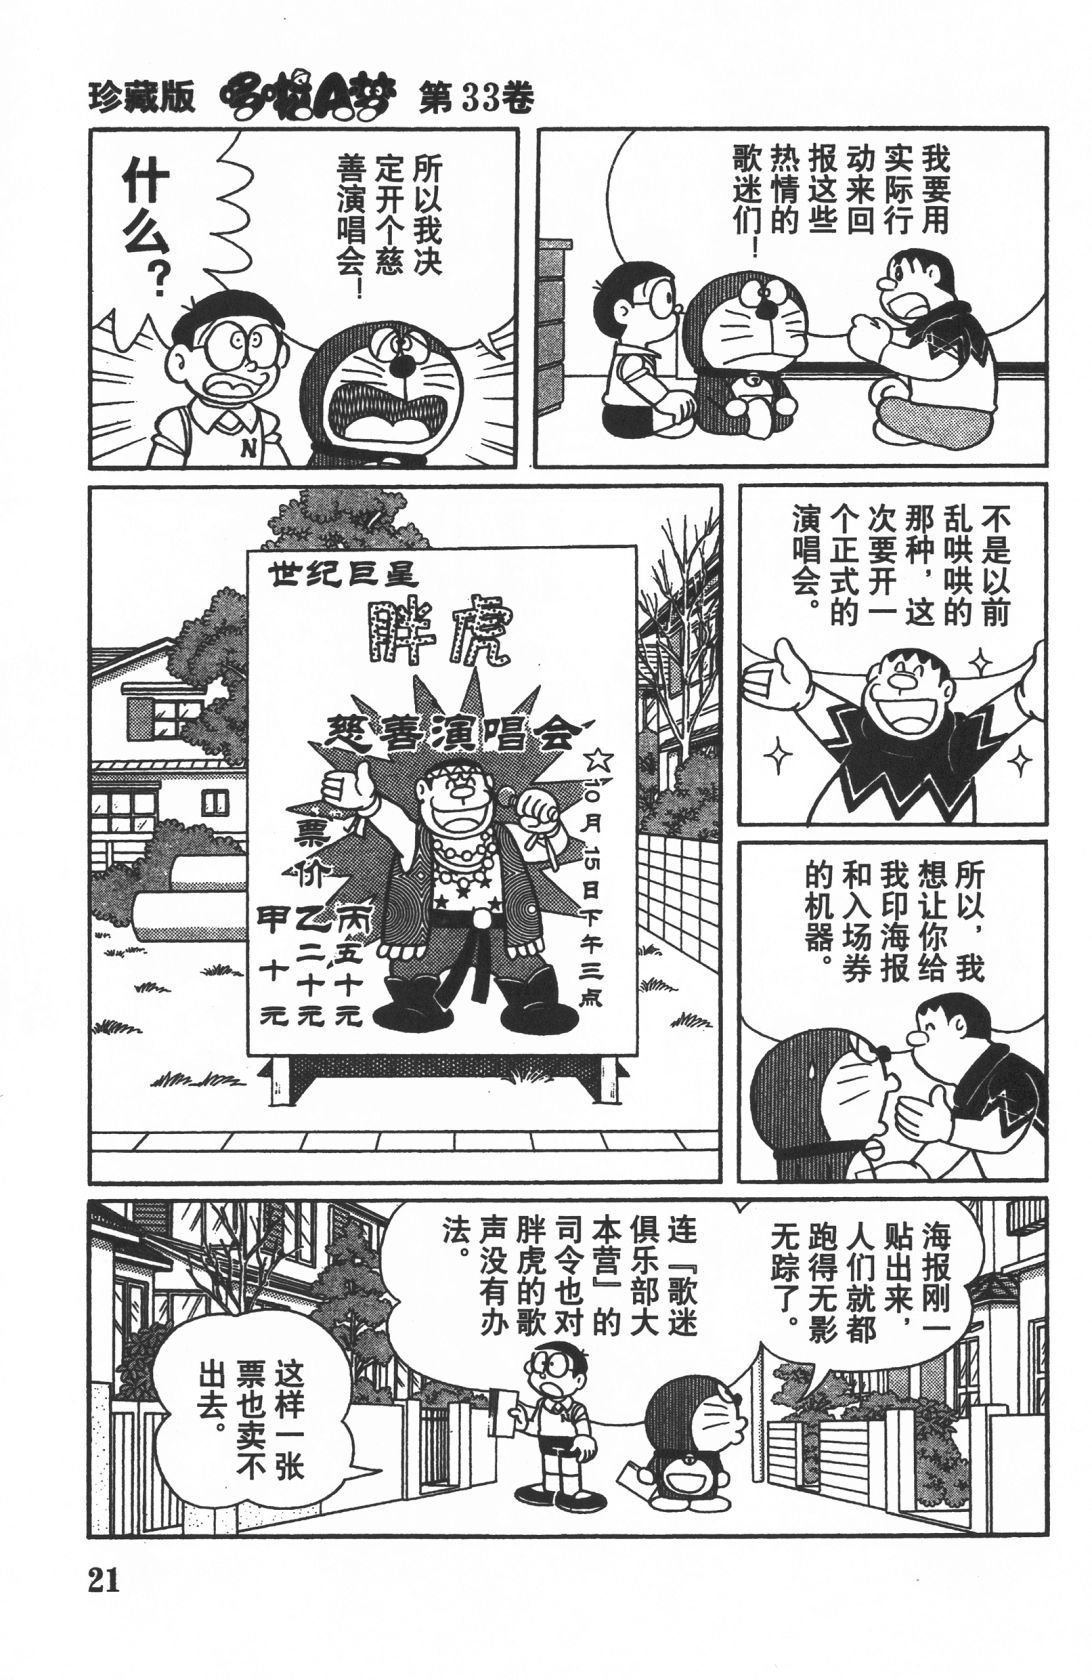 珍藏版 哆啦A梦 第33卷
我要用
实际行
动来回
报这些
热情的
歌迷们！
所以我决
定开个慈
善演唱会！
什么？
不是以前
乱哄哄的
那种，这
次要开一
个正式的
演唱会。
所以，我
想让你给
我印海报
和入场券
的机器。
世纪巨星
胖虎
慈善演唱会
☆10月15日下午三点
票价
丙五十元
乙二十元
甲十元
N
海报刚一
贴出来，
人们就都
跑得无影
无踪了。
连『歌迷
俱乐部大
本营』的
司令也对
胖虎的歌
声没有办
法。
这样一张
票也卖不
出去。
N
21